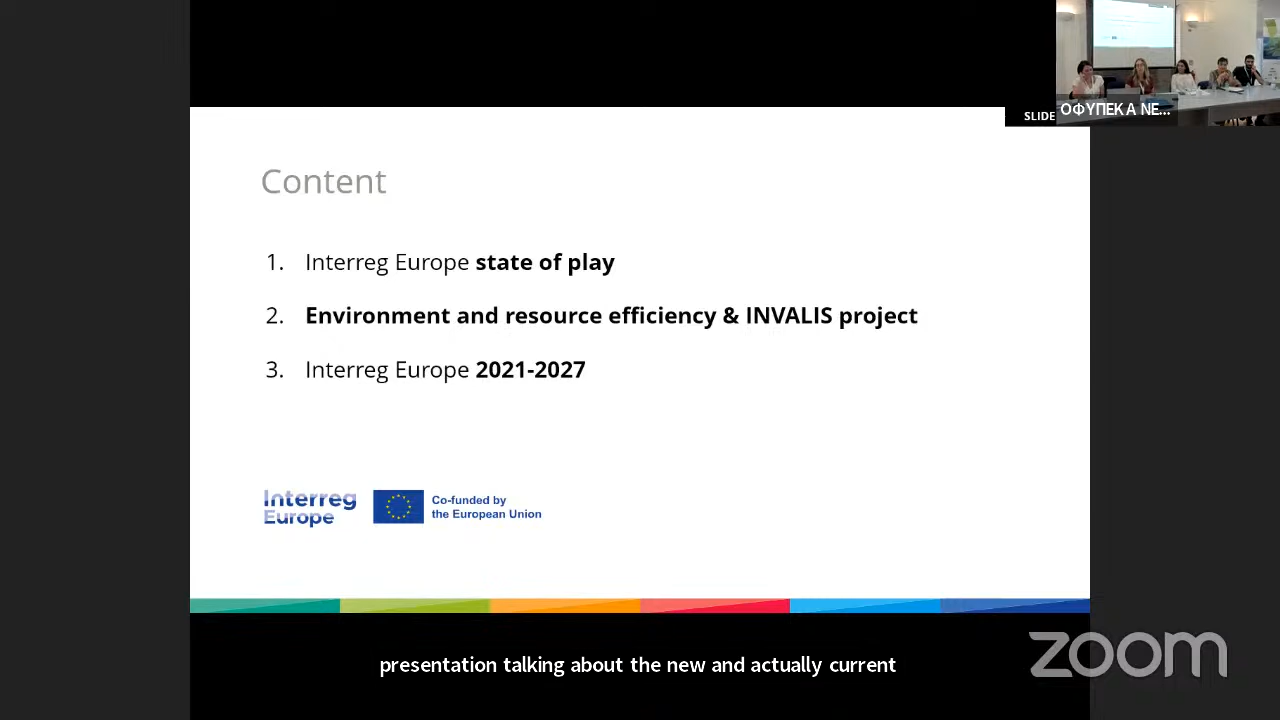 SLIDE
ΟΦΥΠΕΚΑ NE...
Content
1. Interreg Europe state of play
2. Environment and resource efficiency & INVALIS project
3. Interreg Europe 2021-2027
Interreg
Europe
Co-funded by
the European Union
presentation talking about the new and actually current
zoom